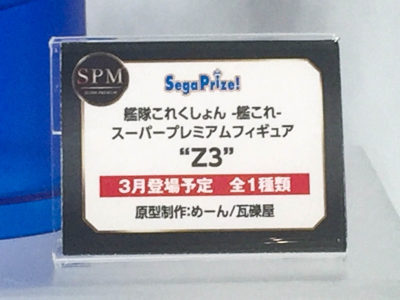 SPM
SegaPrize!
艦隊これくしょん -艦これ-
スーパープレミアムフィギュア
“Z3”
3月登場予定 全1種類
原型制作:めーん/瓦礫屋